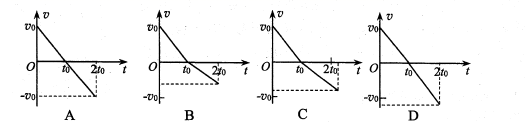 v v v v
v₀ v₀ v₀ v₀
O t₀ 2t₀ t O t₀ 2t₀ t O t₀ 2t₀ t O t₀ 2t₀ t
-v₀ -v₀ -v₀ -v₀
A B C D